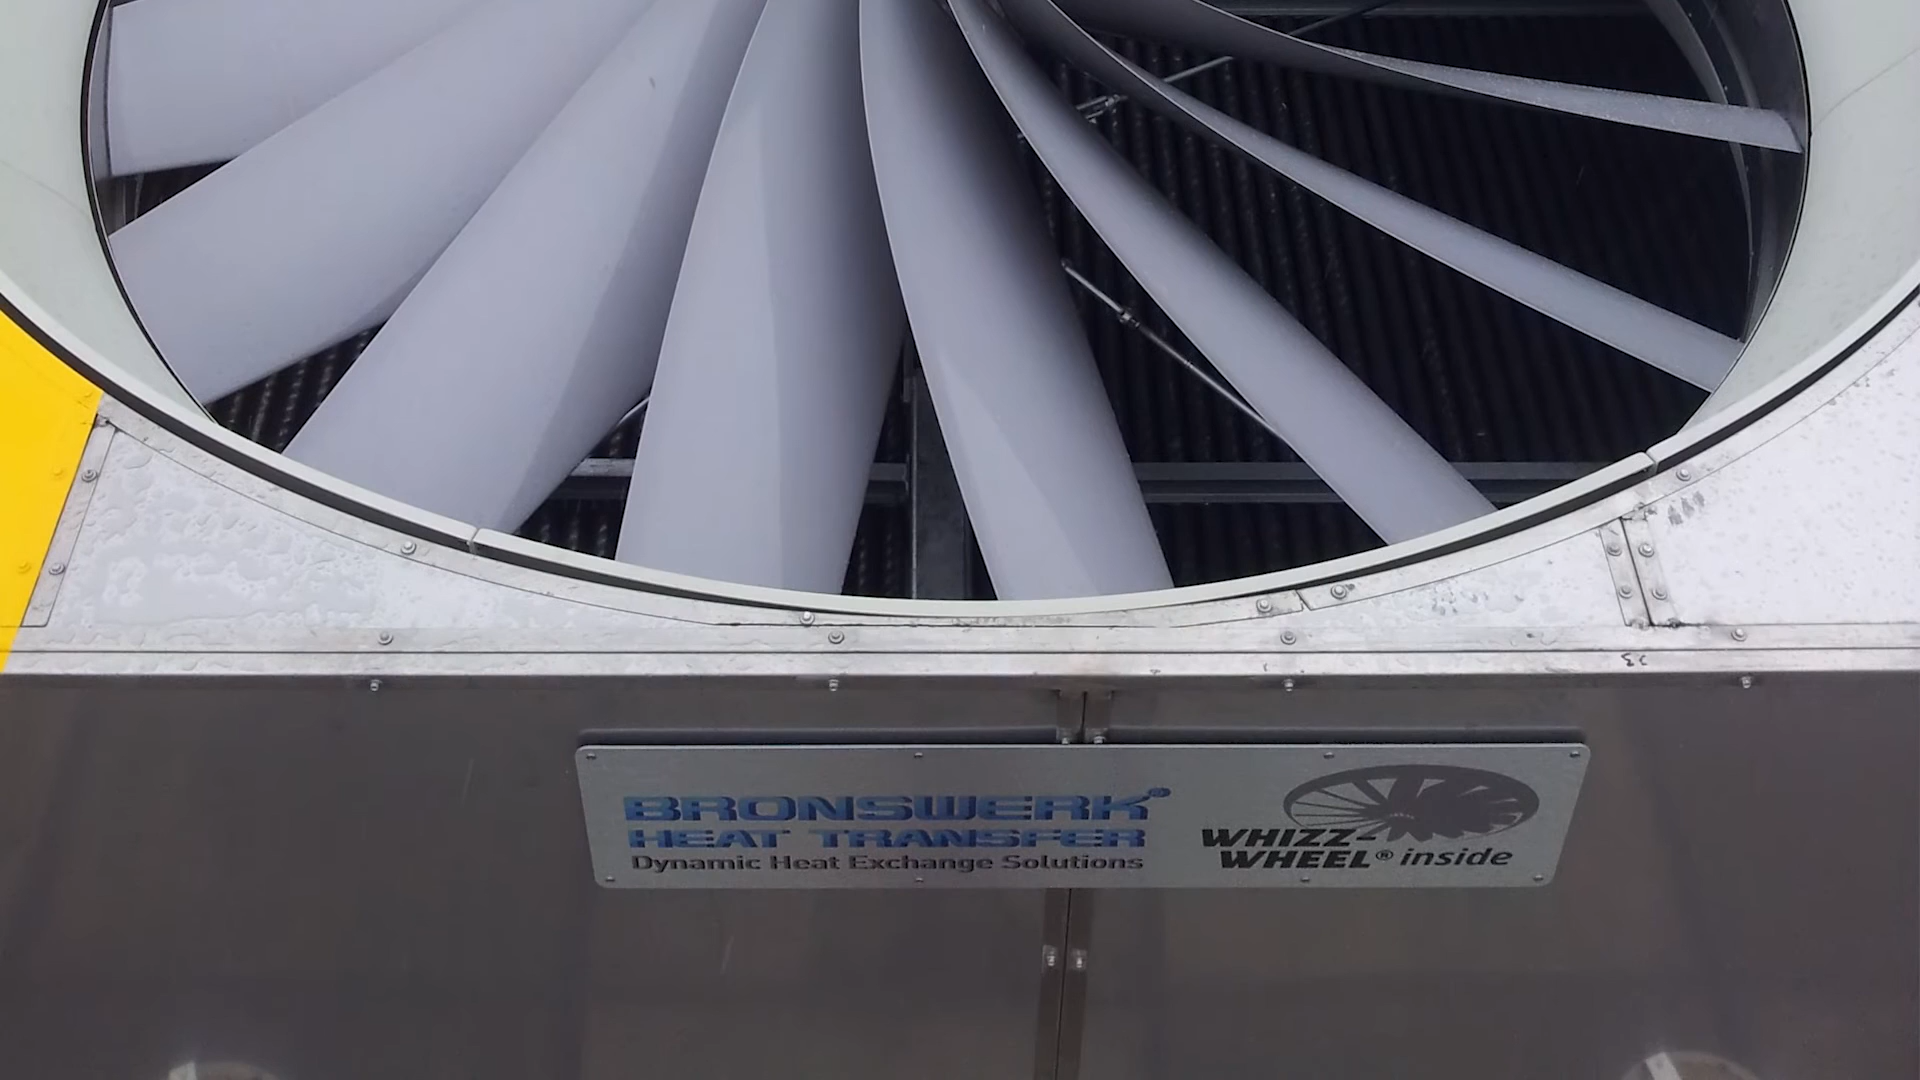 BRONSWERK®
HEAT TRANSFER
Dynamic Heat Exchange Solutions
WHIZZ-
WHEEL® inside